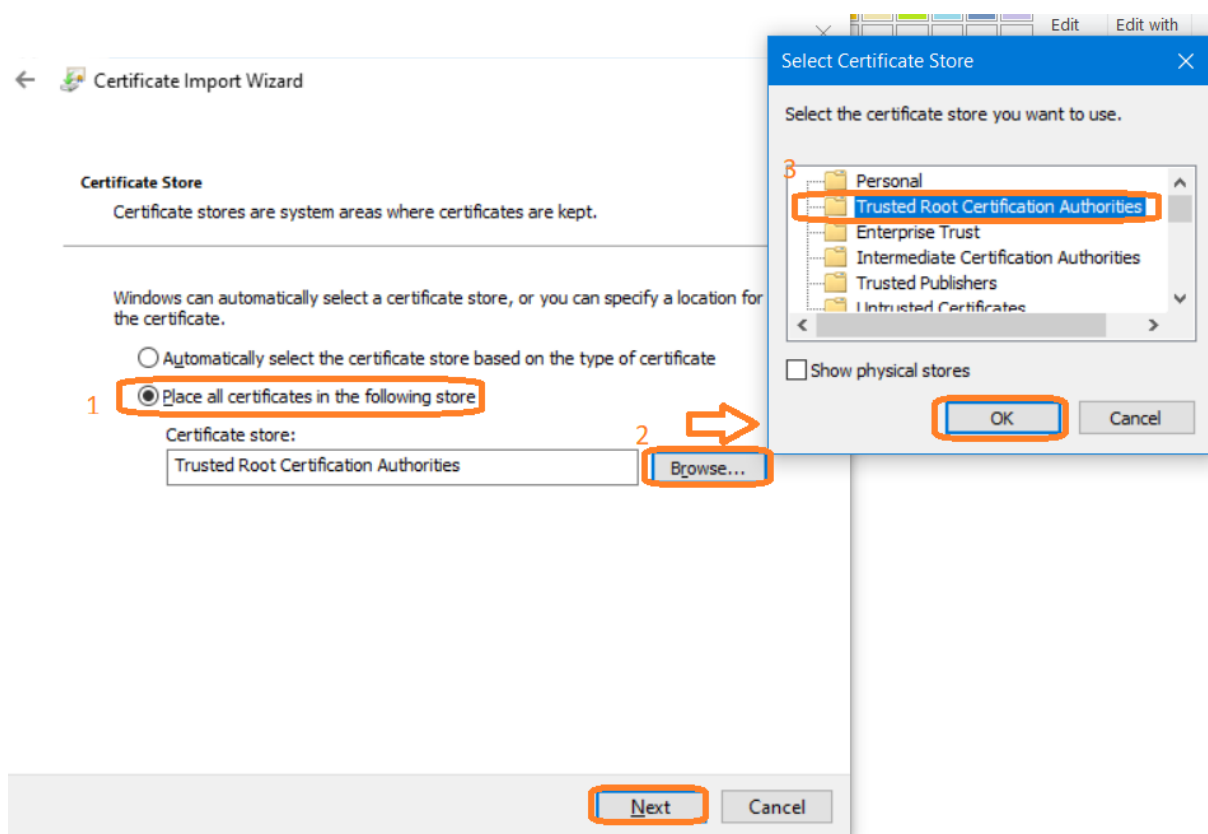 Edit
Edit with
Certificate Import Wizard
Certificate Store
Certificate stores are system areas where certificates are kept.
Windows can automatically select a certificate store, or you can specify a location for
the certificate.
Automatically select the certificate store based on the type of certificate
1
Place all certificates in the following store
Certificate store:
2
Trusted Root Certification Authorities
Browse...
Next
Cancel
Select Certificate Store
Select the certificate store you want to use.
3
Personal
Trusted Root Certification Authorities
Enterprise Trust
Intermediate Certification Authorities
Trusted Publishers
Untrusted Certificates
Show physical stores
OK
Cancel